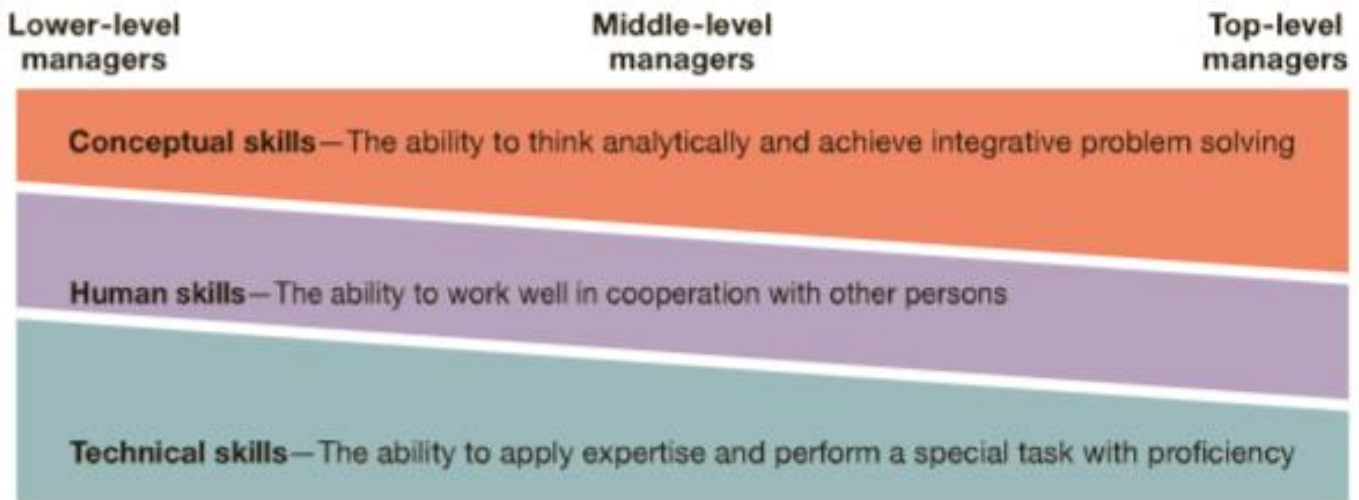 Lower-level
managers
Middle-level
managers
Top-level
managers
Conceptual skills—The ability to think analytically and achieve integrative problem solving
Human skills—The ability to work well in cooperation with other persons
Technical skills—The ability to apply expertise and perform a special task with proficiency